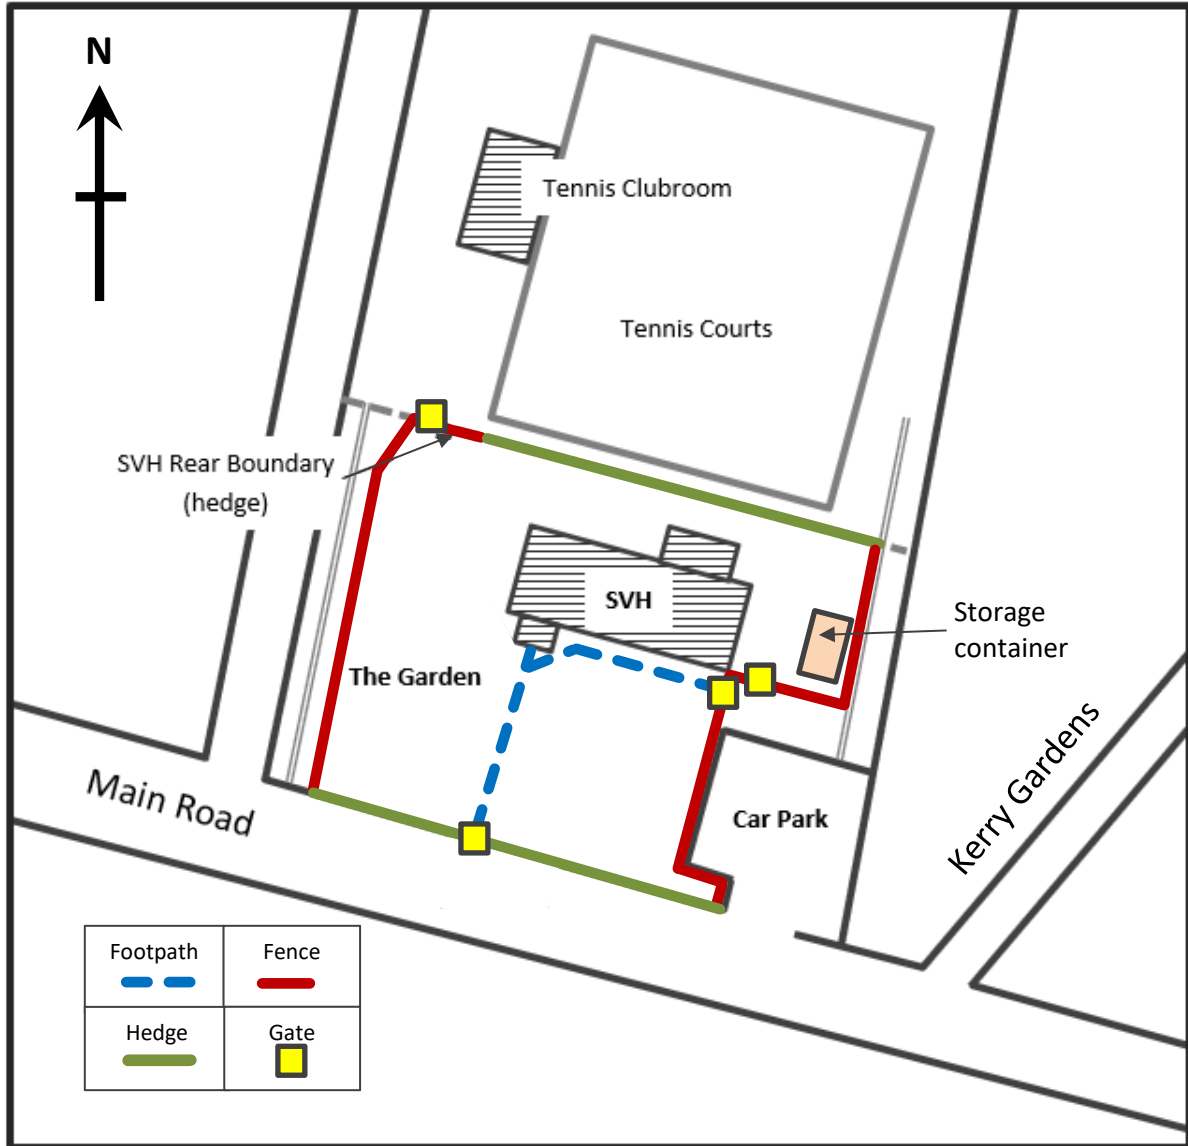 N
Tennis Clubroom
Tennis Courts
SVH Rear Boundary
(hedge)
SVH
Storage
container
The Garden
Kerry Gardens
Main Road
Car Park
Footpath
Fence
Hedge
Gate